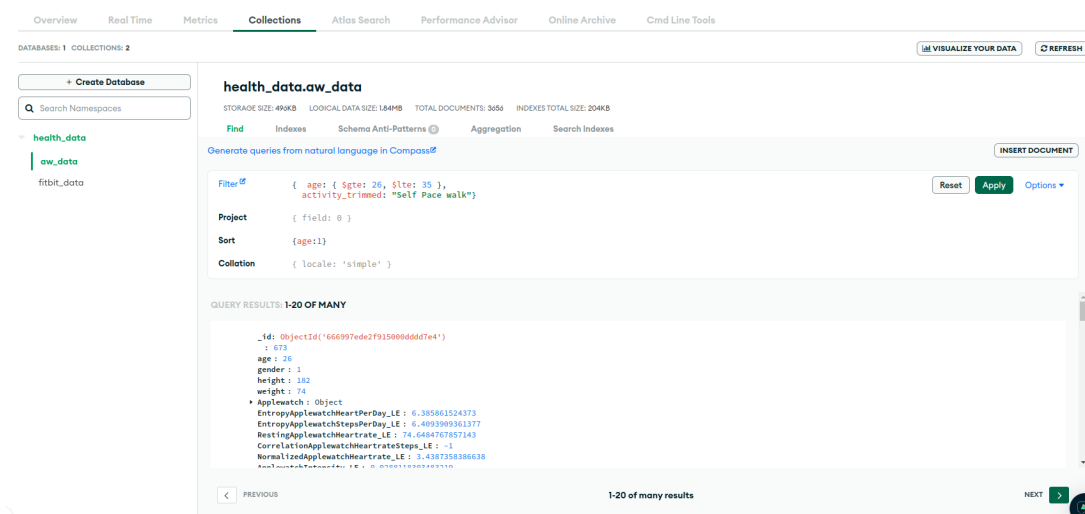 Overview Real Time Metrics Collections Atlas Search Performance Advisor Online Archive Cmd Line Tools
DATABASES: 1 COLLECTIONS: 2
VISUALIZE YOUR DATA
REFRESH
+ Create Database
Search Namespaces
health_data
aw_data
fitbit_data
health_data.aw_data
STORAGE SIZE: 496KB LOGICAL DATA SIZE: 1.84MB TOTAL DOCUMENTS: 3656 INDEXES TOTAL SIZE: 204KB
Find Indexes Schema Anti-Patterns 0 Aggregation Search Indexes
Generate queries from natural language in Compass
INSERT DOCUMENT
Filter { age: { $gte: 26, $lte: 35 },
activity_trimmed: "Self Pace walk"}
Reset Apply Options
Project { field: 0 }
Sort {age:1}
Collation { locale: 'simple' }
QUERY RESULTS: 1-20 OF MANY
_id: ObjectId('666997ede2f915000dddd7e4')
: 673
age : 26
gender : 1
height : 182
weight : 74
Applewatch : Object
EntropyApplewatchHeartPerDay_LE : 6.385861524373
EntropyApplewatchStepsPerDay_LE : 6.4093909361377
RestingApplewatchHeartrate_LE : 74.6484767857143
CorrelationApplewatchHeartrateSteps_LE : -1
NormalizedApplewatchHeartrate_LE : 3.4387358386638
PREVIOUS 1-20 of many results NEXT